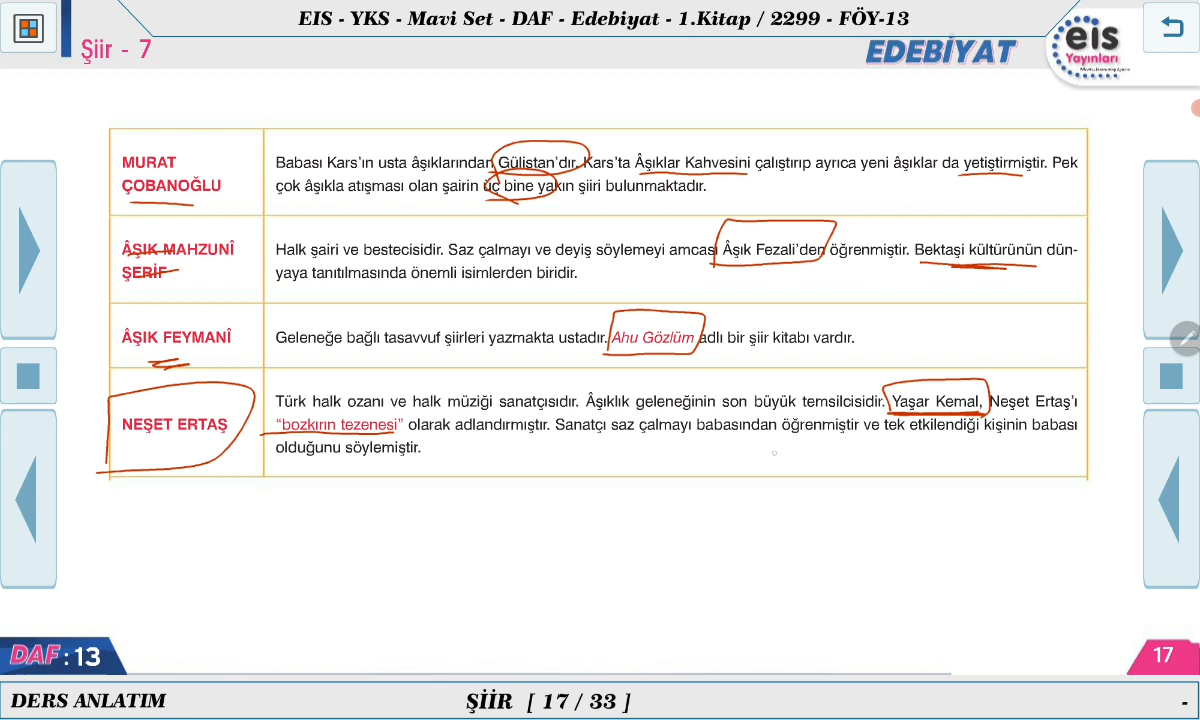 EIS - YKS - Mavi Set - DAF - Edebiyat - 1.Kitap / 2299 - FÖY-13
Şiir - 7
EDEBİYAT
eis
Yayınları
MURAT
ÇOBANOĞLU
Babası Kars’ın usta âşıklarından Gülistan’dır. Kars’ta Âşıklar Kahvesini çalıştırıp ayrıca yeni âşıklar da yetiştirmiştir. Pek
çok âşıkla atışması olan şairin üç bine yakın şiiri bulunmaktadır.
ÂŞIK MAHZUNÎ
ŞERİF
Halk şairi ve bestecisidir. Saz çalmayı ve deyiş söylemeyi amcası Âşık Fezali’den öğrenmiştir. Bektaşi kültürünün dün-
yaya tanıtılmasında önemli isimlerden biridir.
ÂŞIK FEYMANÎ
Geleneğe bağlı tasavvuf şiirleri yazmakta ustadır. Ahu Gözlüm adlı bir şiir kitabı vardır.
NEŞET ERTAŞ
Türk halk ozanı ve halk müziği sanatçısıdır. Âşıklık geleneğinin son büyük temsilcisidir. Yaşar Kemal, Neşet Ertaş’ı
“bozkırın tezenesi” olarak adlandırmıştır. Sanatçı saz çalmayı babasından öğrenmiştir ve tek etkilendiği kişinin babası
olduğunu söylemiştir.
DAF : 13
17
DERS ANLATIM
ŞİİR [ 17 / 33 ]
-